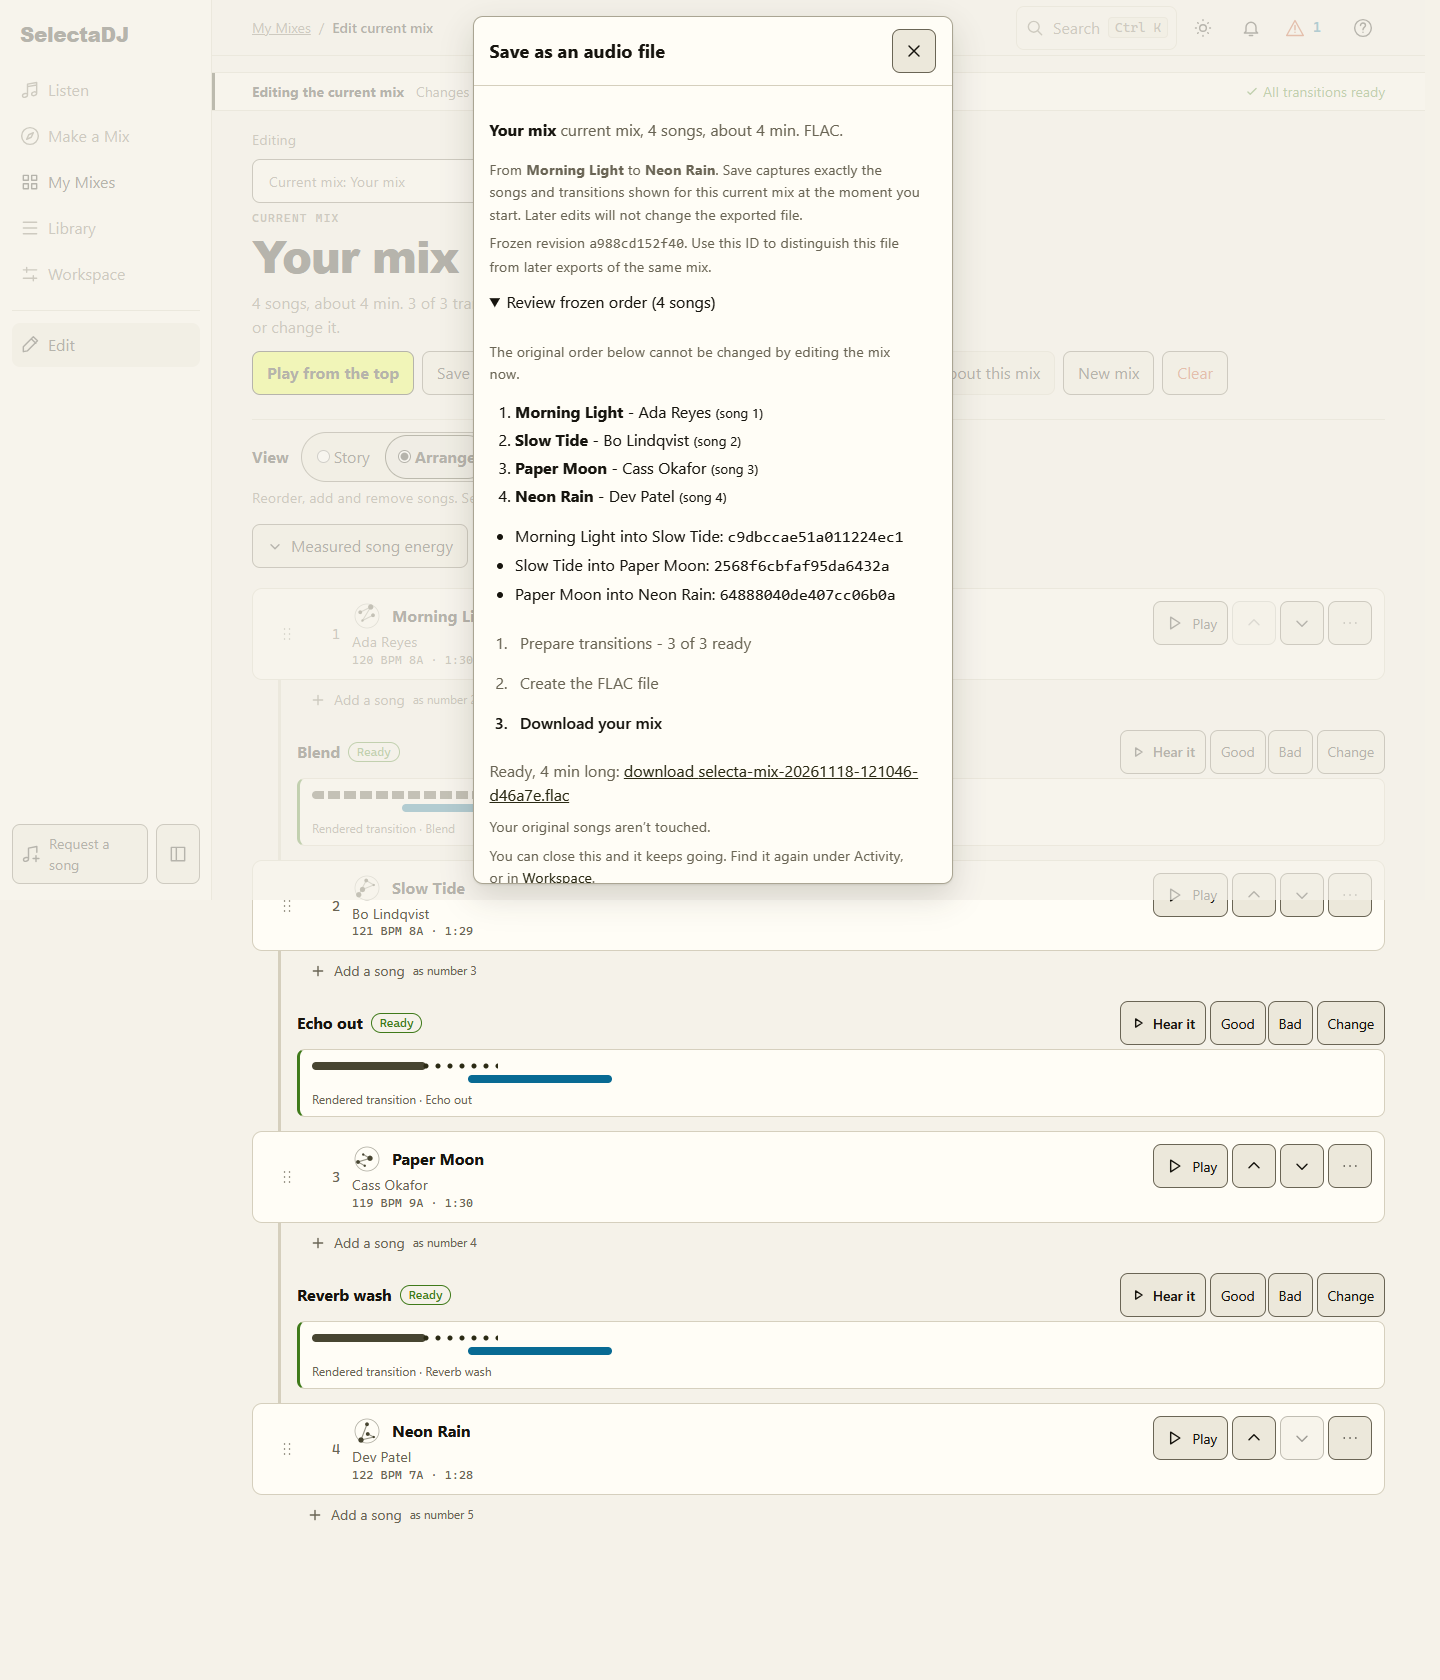 SelectaDJ
Listen
Make a Mix
My Mixes
Library
Workspace
Edit
Request a
song
My Mixes / Edit current mix
Search Ctrl K
1
Editing the current mix Changes
All transitions ready
Editing
Current mix: Your mix
CURRENT MIX
Your mix
4 songs, about 4 min. 3 of 3 tra
or change it.
Play from the top
Save
out this mix
New mix
Clear
View
Story
Arrange
Reorder, add and remove songs. Se
Measured song energy
Save as an audio file
Your mix current mix, 4 songs, about 4 min. FLAC.
From Morning Light to Neon Rain. Save captures exactly the
songs and transitions shown for this current mix at the moment you
start. Later edits will not change the exported file.
Frozen revision a988cd152f40. Use this ID to distinguish this file
from later exports of the same mix.
Review frozen order (4 songs)
The original order below cannot be changed by editing the mix
now.
1. Morning Light - Ada Reyes (song 1)
2. Slow Tide - Bo Lindqvist (song 2)
3. Paper Moon - Cass Okafor (song 3)
4. Neon Rain - Dev Patel (song 4)
• Morning Light into Slow Tide: c9dbccae51a011224ec1
• Slow Tide into Paper Moon: 2568f6cbfaf95da6432a
• Paper Moon into Neon Rain: 64888040de407cc06b0a
1. Prepare transitions - 3 of 3 ready
2. Create the FLAC file
3. Download your mix
Ready, 4 min long: download selecta-mix-20261118-121046-
d46a7e.flac
Your original songs aren't touched.
You can close this and it keeps going. Find it again under Activity,
or in Workspace.
1
Morning Li
Ada Reyes
120 BPM 8A · 1:30
Play
Add a song as number 2
Blend Ready
Hear it Good Bad Change
Rendered transition · Blend
2
Slow Tide
Bo Lindqvist
121 BPM 8A · 1:29
Play
Add a song as number 3
Echo out Ready
Hear it Good Bad Change
Rendered transition · Echo out
3
Paper Moon
Cass Okafor
119 BPM 9A · 1:30
Play
Add a song as number 4
Reverb wash Ready
Hear it Good Bad Change
Rendered transition · Reverb wash
4
Neon Rain
Dev Patel
122 BPM 7A · 1:28
Play
Add a song as number 5